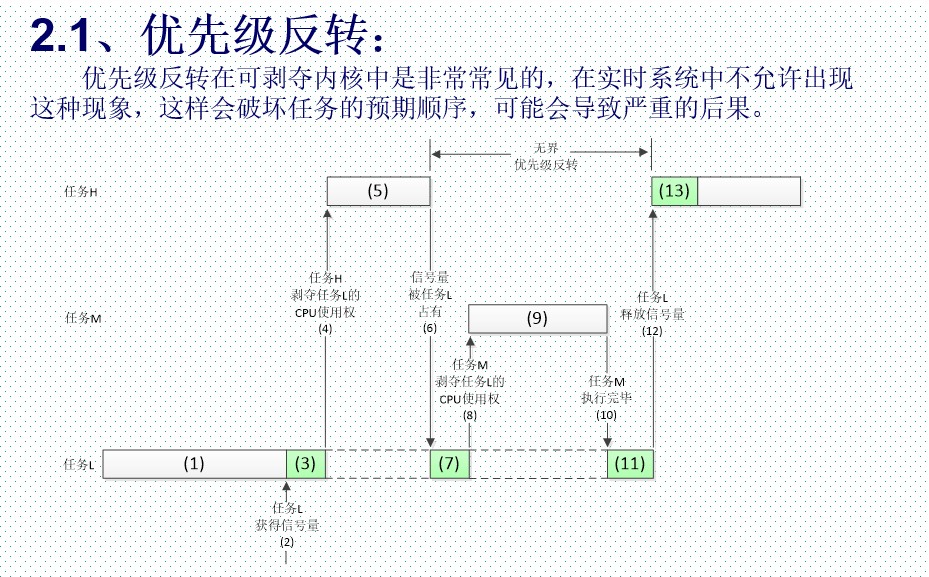 2.1、优先级反转：
优先级反转在可剥夺内核中是非常常见的，在实时系统中不允许出现
这种现象，这样会破坏任务的预期顺序，可能会导致严重的后果。
无界
优先级反转
任务H
(5)
(13)
任务H
剥夺任务L的
CPU使用权
(4)
信号量
被任务L
占有
(6)
任务L
释放信号量
(12)
任务M
(9)
任务M
剥夺任务L的
CPU使用权
(8)
任务M
执行完毕
(10)
任务L
(1)
(3)
(7)
(11)
任务L
获得信号量
(2)